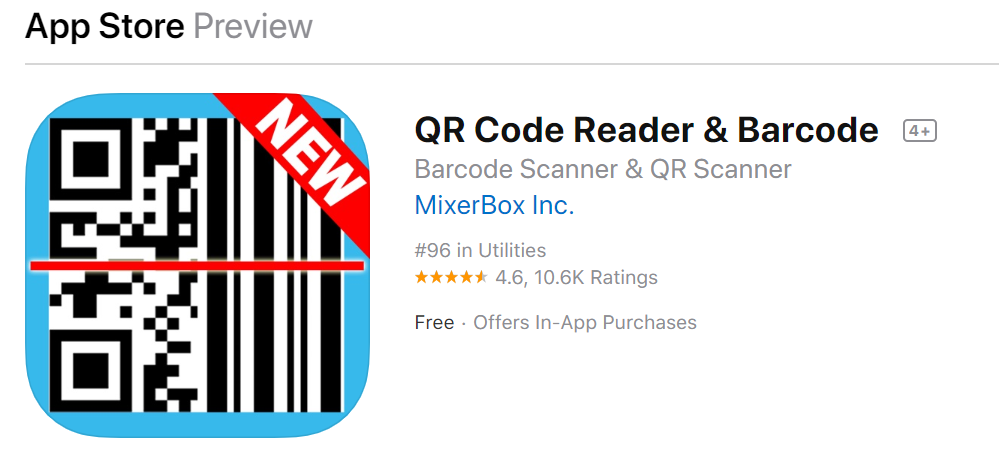 App Store Preview
NEW
QR Code Reader & Barcode 4+
Barcode Scanner & QR Scanner
MixerBox Inc.
#96 in Utilities
★★★★★ 4.6, 10.6K Ratings
Free · Offers In-App Purchases